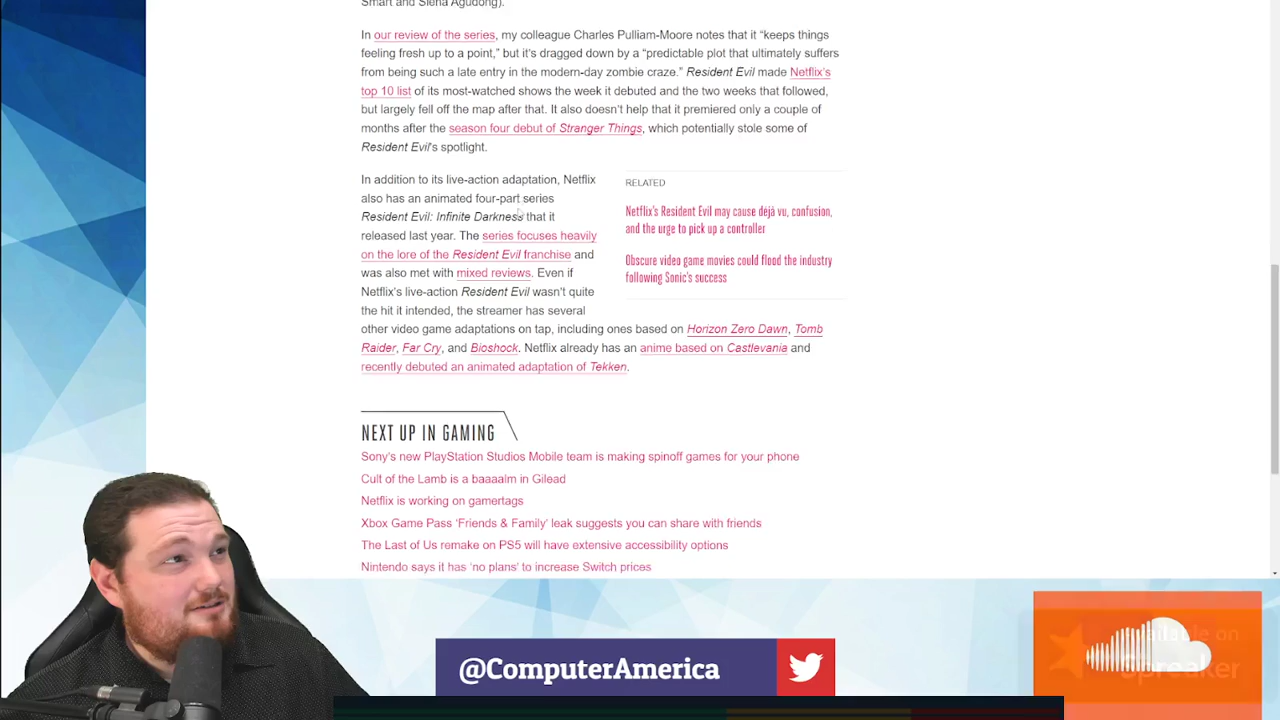 Smart and Siena Agudong).
In our review of the series, my colleague Charles Pulliam-Moore notes that it “keeps things
feeling fresh up to a point,” but it’s dragged down by a “predictable plot that ultimately suffers
from being such a late entry in the modern-day zombie craze.” Resident Evil made Netflix’s
top 10 list of its most-watched shows the week it debuted and the two weeks that followed,
but largely fell off the map after that. It also doesn’t help that it premiered only a couple of
months after the season four debut of Stranger Things, which potentially stole some of
Resident Evil’s spotlight.
In addition to its live-action adaptation, Netflix
also has an animated four-part series
Resident Evil: Infinite Darkness that it
released last year. The series focuses heavily
on the lore of the Resident Evil franchise and
was also met with mixed reviews. Even if
Netflix’s live-action Resident Evil wasn’t quite
the hit it intended, the streamer has several
other video game adaptations on tap, including ones based on Horizon Zero Dawn, Tomb
Raider, Far Cry, and Bioshock. Netflix already has an anime based on Castlevania and
recently debuted an animated adaptation of Tekken.
RELATED
Netflix’s Resident Evil may cause déjà vu, confusion,
and the urge to pick up a controller
Obscure video game movies could flood the industry
following Sonic’s success
NEXT UP IN GAMING
Sony’s new PlayStation Studios Mobile team is making spinoff games for your phone
Cult of the Lamb is a baaaalm in Gilead
Netflix is working on gamertags
Xbox Game Pass ‘Friends & Family’ leak suggests you can share with friends
The Last of Us remake on PS5 will have extensive accessibility options
Nintendo says it has ‘no plans’ to increase Switch prices
@ComputerAmerica
Available on
Spreaker